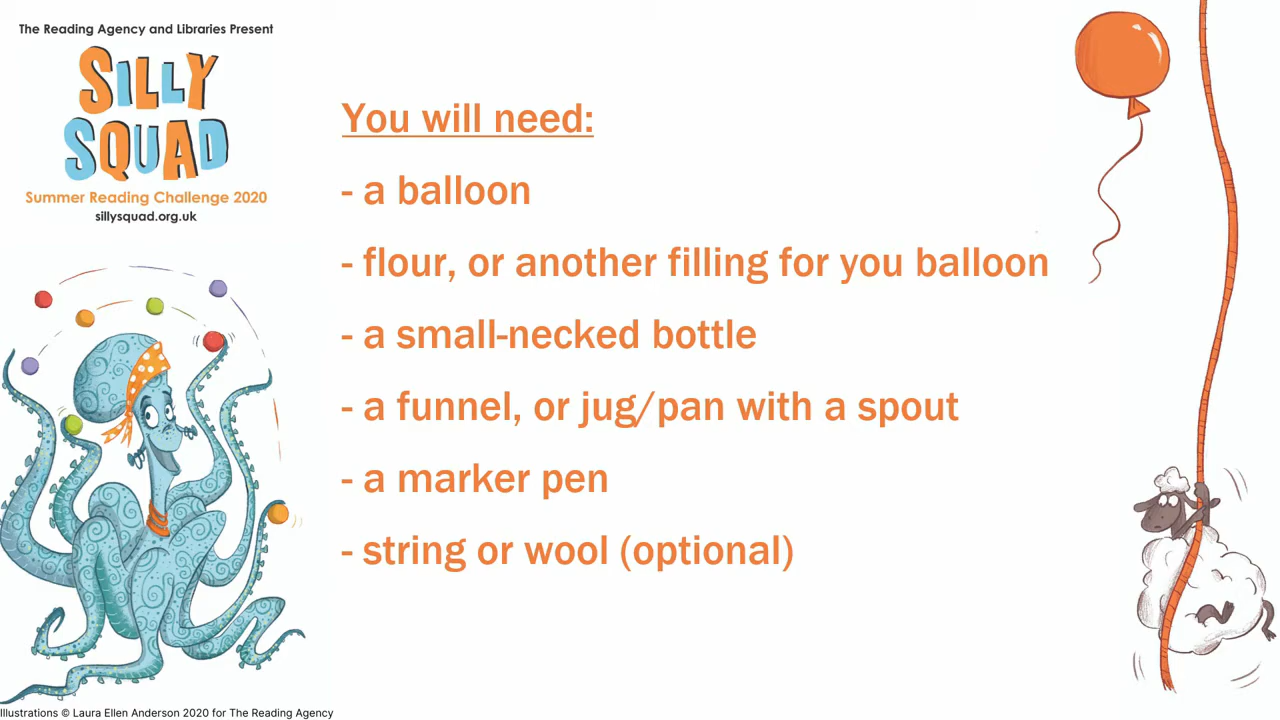 The Reading Agency and Libraries Present
SILLY
SQUAD
Summer Reading Challenge 2020
sillysquad.org.uk
You will need:
- a balloon
- flour, or another filling for you balloon
- a small-necked bottle
- a funnel, or jug/pan with a spout
- a marker pen
- string or wool (optional)
Illustrations © Laura Ellen Anderson 2020 for The Reading Agency